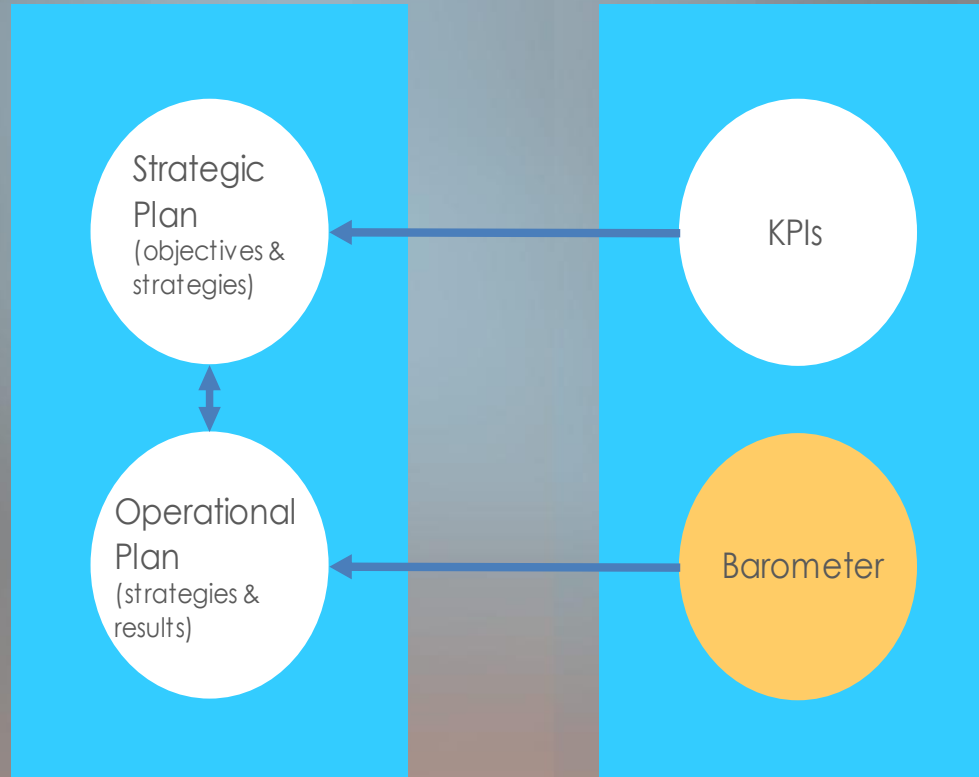 Strategic
Plan
(objectives &
strategies)
KPIs
Operational
Plan
(strategies &
results)
Barometer